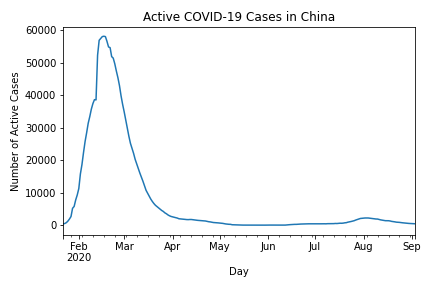 Active COVID-19 Cases in China
Number of Active Cases
60000
50000
40000
30000
20000
10000
0
Feb Mar Apr May Jun Jul Aug Sep
2020
Day